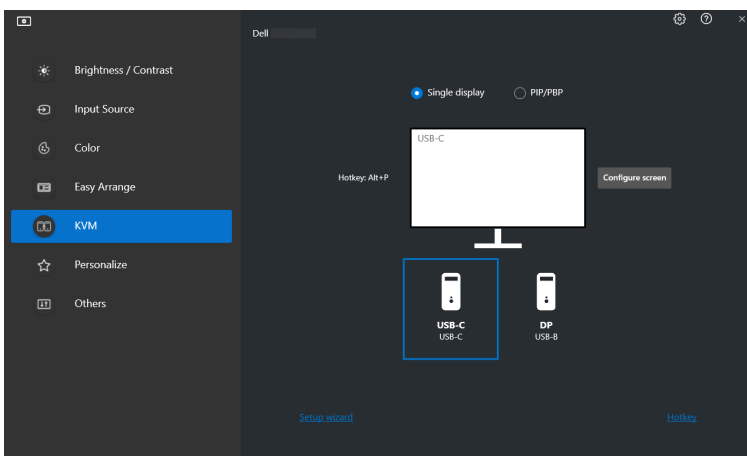 Dell
Brightness / Contrast
Input Source
Color
Easy Arrange
KVM
Personalize
Others
Single display
PIP/PBP
USB-C
Hotkey: Alt+P
Configure screen
USB-C
USB-C
DP
USB-B
Setup wizard
Hotkey